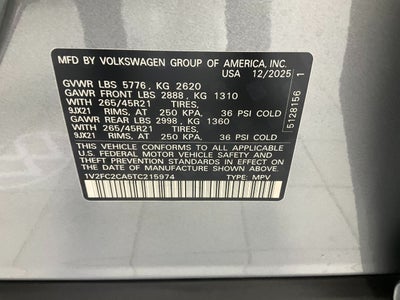 MFD BY VOLKSWAGEN GROUP OF AMERICA, INC.
USA 12/2025
GVWR LBS 5776, KG 2620
GAWR FRONT LBS 2888, KG 1310
WITH 265/45R21 TIRES,
9JX21 RIMS, AT 250 KPA, 36 PSI COLD
GAWR REAR LBS 2998, KG 1360
WITH 265/45R21 TIRES,
9JX21 RIMS, AT 250 KPA, 36 PSI COLD
THIS VEHICLE CONFORMS TO ALL APPLICABLE
U.S. FEDERAL MOTOR VEHICLE SAFETY AND
THEFT PREVENTION STANDARDS IN EFFECT ON
THE DATE OF MANUFACTURE SHOWN ABOVE.
1V2FC2CA5TC215974 TYPE: MPV
5128156 1